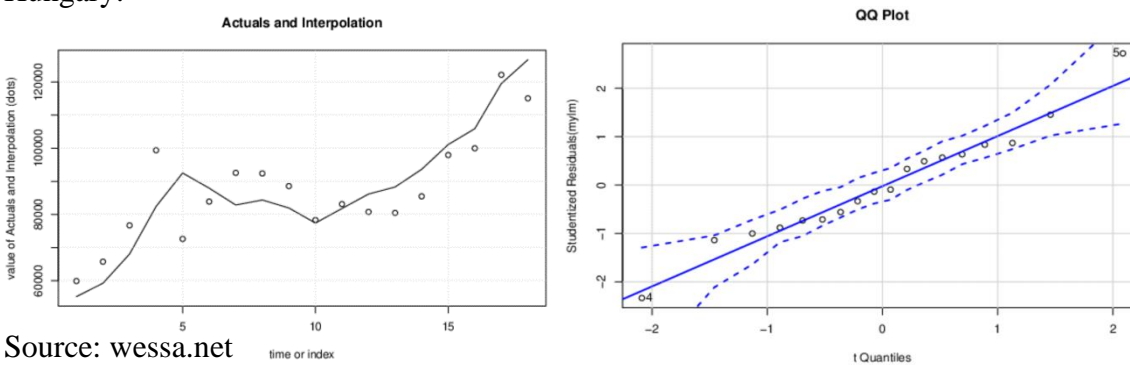 Hungary.
Actuals and Interpolation
value of Actuals and Interpolation (dots)
60000 80000 100000 120000
5 10 15
time or index
QQ Plot
Studentized Residuals(mylm)
2
1
0
−1
−2
5
4
−2 −1 0 1 2
t Quantiles
Source: wessa.net